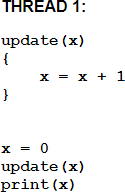 THREAD 1:
update(x)
{
    x = x + 1
}
x = 0
update(x)
print(x)